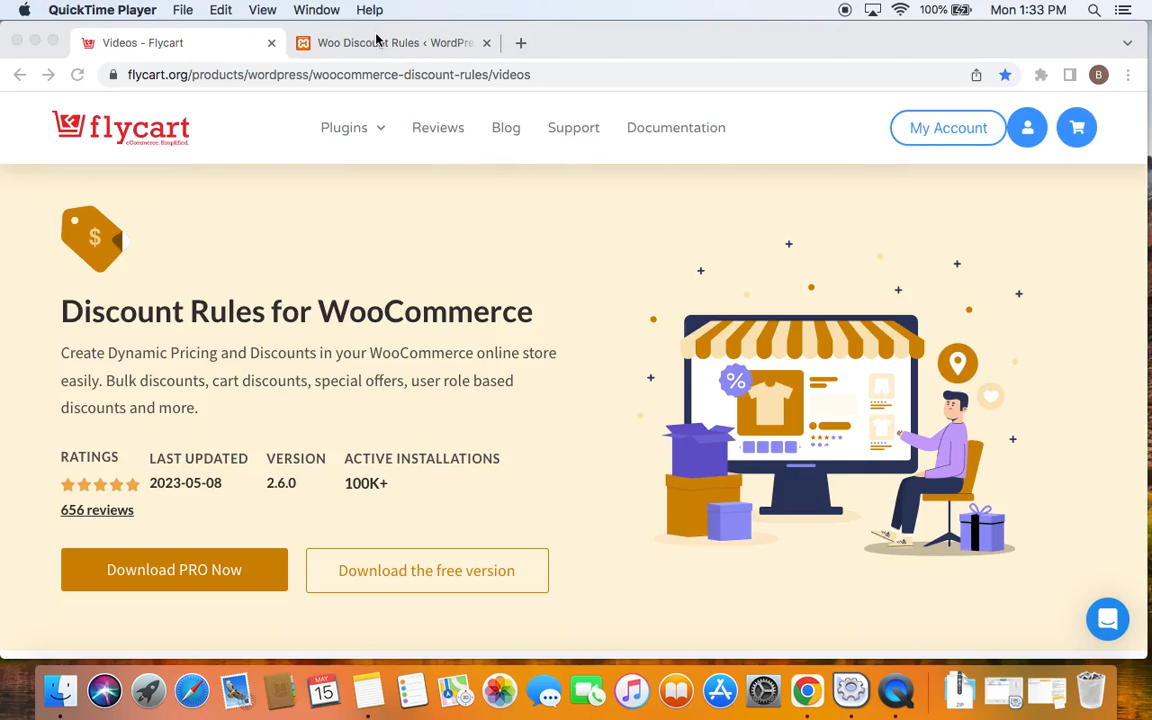 QuickTime Player File Edit View Window Help 100% Mon 1:33 PM
Videos - Flycart Woo Discount Rules ‹ WordPre
flycart.org/products/wordpress/woocommerce-discount-rules/videos B
flycart Plugins Reviews Blog Support Documentation My Account
eCommerce. Simplified.
$
Discount Rules for WooCommerce
Create Dynamic Pricing and Discounts in your WooCommerce online store
easily. Bulk discounts, cart discounts, special offers, user role based
discounts and more.
RATINGS LAST UPDATED VERSION ACTIVE INSTALLATIONS
2023-05-08 2.6.0 100K+
656 reviews
Download PRO Now Download the free version
%
MAY
15
ZIP